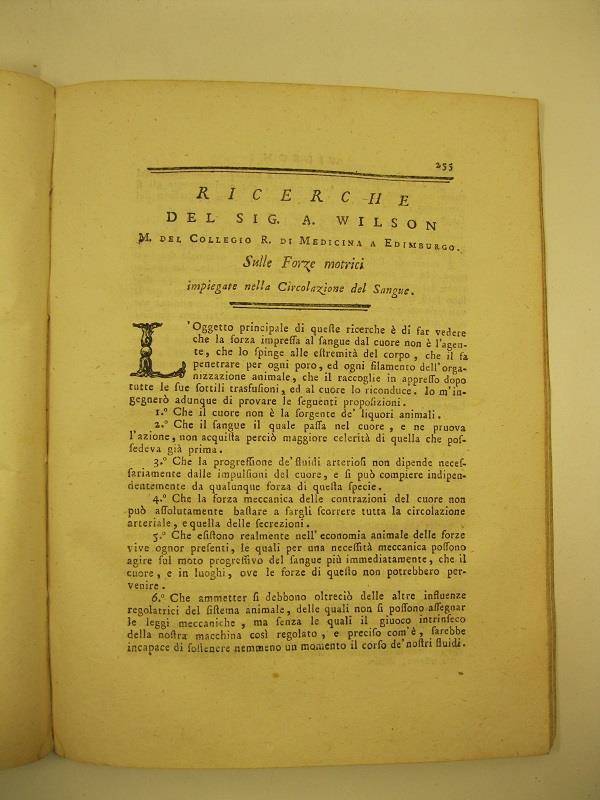 255
RICERCHE
DEL SIG. A. WILSON
M. DEL COLLEGIO R. DI MEDICINA A EDIMBURGO.
Sulle Forze motrici
impiegate nella Circolazione del Sangue.
L'Oggetto principale di queſte ricerche è di far vedere
che la forza impreſſa al ſangue dal cuore non è l'agen-
te, che lo ſpinge alle eſtremità del corpo, che il fa
penetrare per ogni poro, ed ogni filamento dell'orga-
nizzazione animale, che il raccoglie in appreſſo dopo
tutte le ſue ſottili trasfuſioni, ed al cuore lo riconduce. Io m'in-
gegnerò adunque di provare le ſeguenti propoſizioni.
1.º Che il cuore non è la ſorgente de' liquori animali.
2.º Che il ſangue il quale paſſa nel cuore, e ne pruova
l'azione, non acquiſta perciò maggiore celerità di quella che poſ-
ſedeva già prima.
3.º Che la progreſſione de' fluidi arterioſi non dipende neceſ-
ſariamente dalle impulſioni del cuore, e ſi può compiere indipen-
dentemente da qualunque forza di queſta ſpecie.
4.º Che la forza meccanica delle contrazioni del cuore non
può aſſolutamente baſtare a fargli ſcorrere tutta la circolazione
arteriale, e quella delle ſecrezioni.
5.º Che eſiſtono realmente nell'economia animale delle forze
vive ognor preſenti, le quali per una neceſſità meccanica poſſono
agire ſul moto progreſſivo del ſangue più immediatamente, che il
cuore, e in luoghi, ove le forze di queſto non potrebbero per-
venire.
6.º Che ammetter ſi debbono oltreciò delle altre influenze
regolatrici del ſiſtema animale, delle quali non ſi poſſono aſſegnar
le leggi meccaniche, ma ſenza le quali il giuoco intrinſeco
della noſtra macchina così regolato, e preciſo com'è, ſarebbe
incapace di ſoſtenere nemmeno un momento il corſo de' noſtri fluidi.